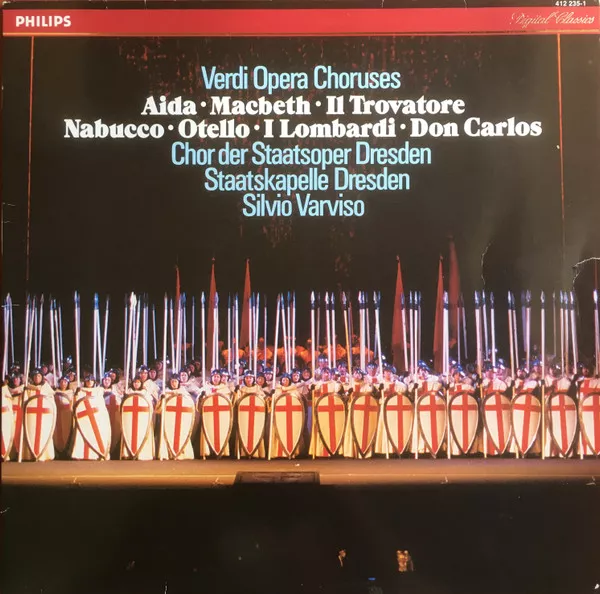 412 235-1
PHILIPS
Digital Classics
Verdi Opera Choruses
Aida · Macbeth · Il Trovatore
Nabucco · Otello · I Lombardi · Don Carlos
Chor der Staatsoper Dresden
Staatskapelle Dresden
Silvio Varviso